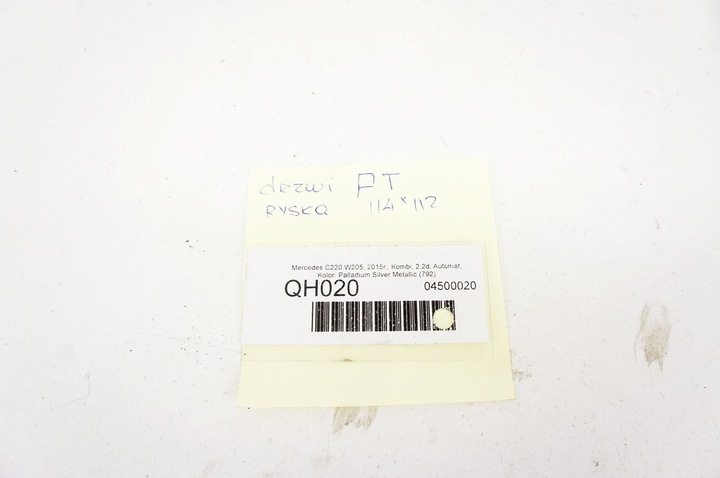 drzwi PT
RYSKA 114x112
Mercedes C220 W205, 2015r., Kombi, 2.2d, Automat,
Kolor: Palladium Silver Metallic (792)
QH020 04500020